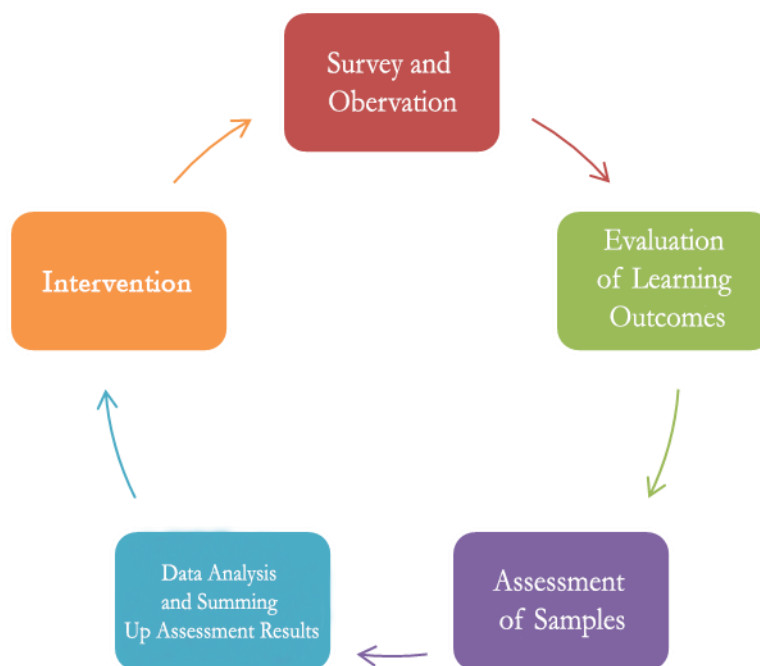 Survey and
Obervation
Evaluation
of Learning
Outcomes
Assessment
of Samples
Data Analysis
and Summing
Up Assessment Results
Intervention